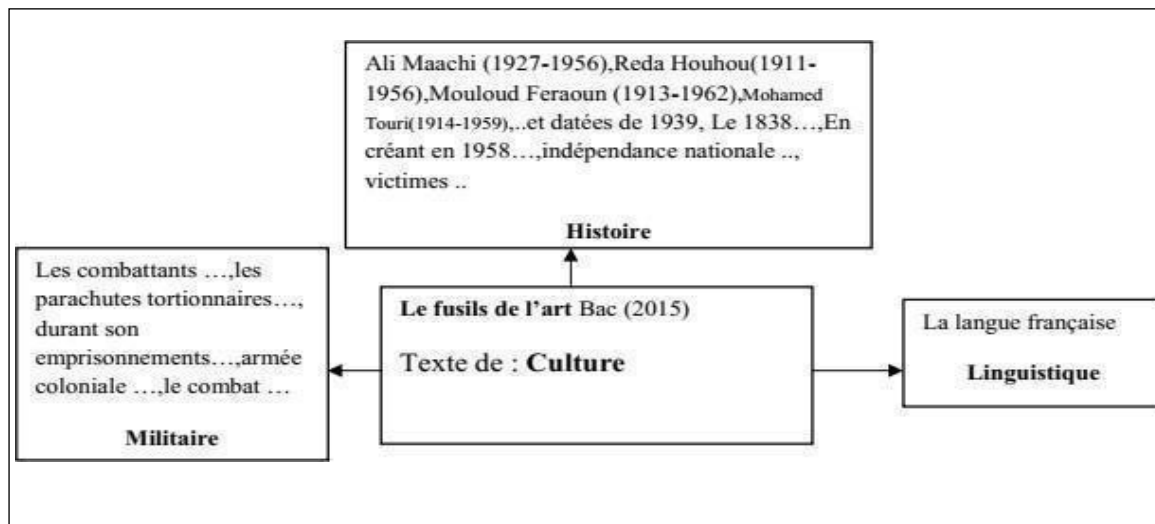 Ali Maachi (1927-1956),Reda Houhou(1911-
1956),Mouloud Feraoun (1913-1962),Mohamed
Touri(1914-1959),..et datées de 1939, Le 1838…,En
créant en 1958…,indépendance nationale ..,
victimes ..
Histoire
Les combattants …,les
parachutes tortionnaires…,
durant son
emprisonnements…,armée
coloniale …,le combat …
Militaire
Le fusils de l’art Bac (2015)
Texte de : Culture
La langue française
Linguistique